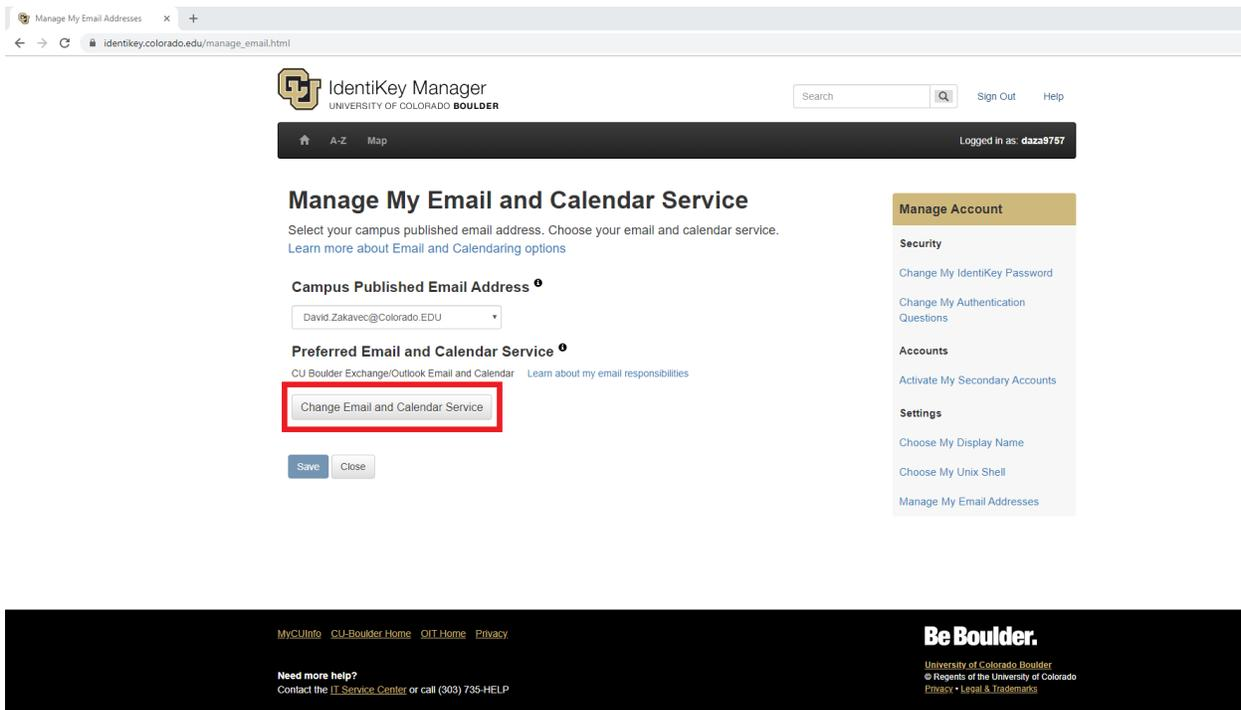 Manage My Email Addresses
identikey.colorado.edu/manage_email.html
CU
IdentiKey Manager
UNIVERSITY OF COLORADO BOULDER
Search
Sign Out Help
A-Z Map
Logged in as: daza9757
Manage My Email and Calendar Service
Select your campus published email address. Choose your email and calendar service.
Learn more about Email and Calendaring options
Campus Published Email Address
David.Zakavec@Colorado.EDU
Preferred Email and Calendar Service
CU Boulder Exchange/Outlook Email and Calendar Learn about my email responsibilities
Change Email and Calendar Service
Save Close
Manage Account
Security
Change My IdentiKey Password
Change My Authentication
Questions
Accounts
Activate My Secondary Accounts
Settings
Choose My Display Name
Choose My Unix Shell
Manage My Email Addresses
MyCUInfo CU-Boulder Home OIT Home Privacy
Need more help?
Contact the IT Service Center or call (303) 735-HELP
Be Boulder.
University of Colorado Boulder
© Regents of the University of Colorado
Privacy • Legal & Trademarks